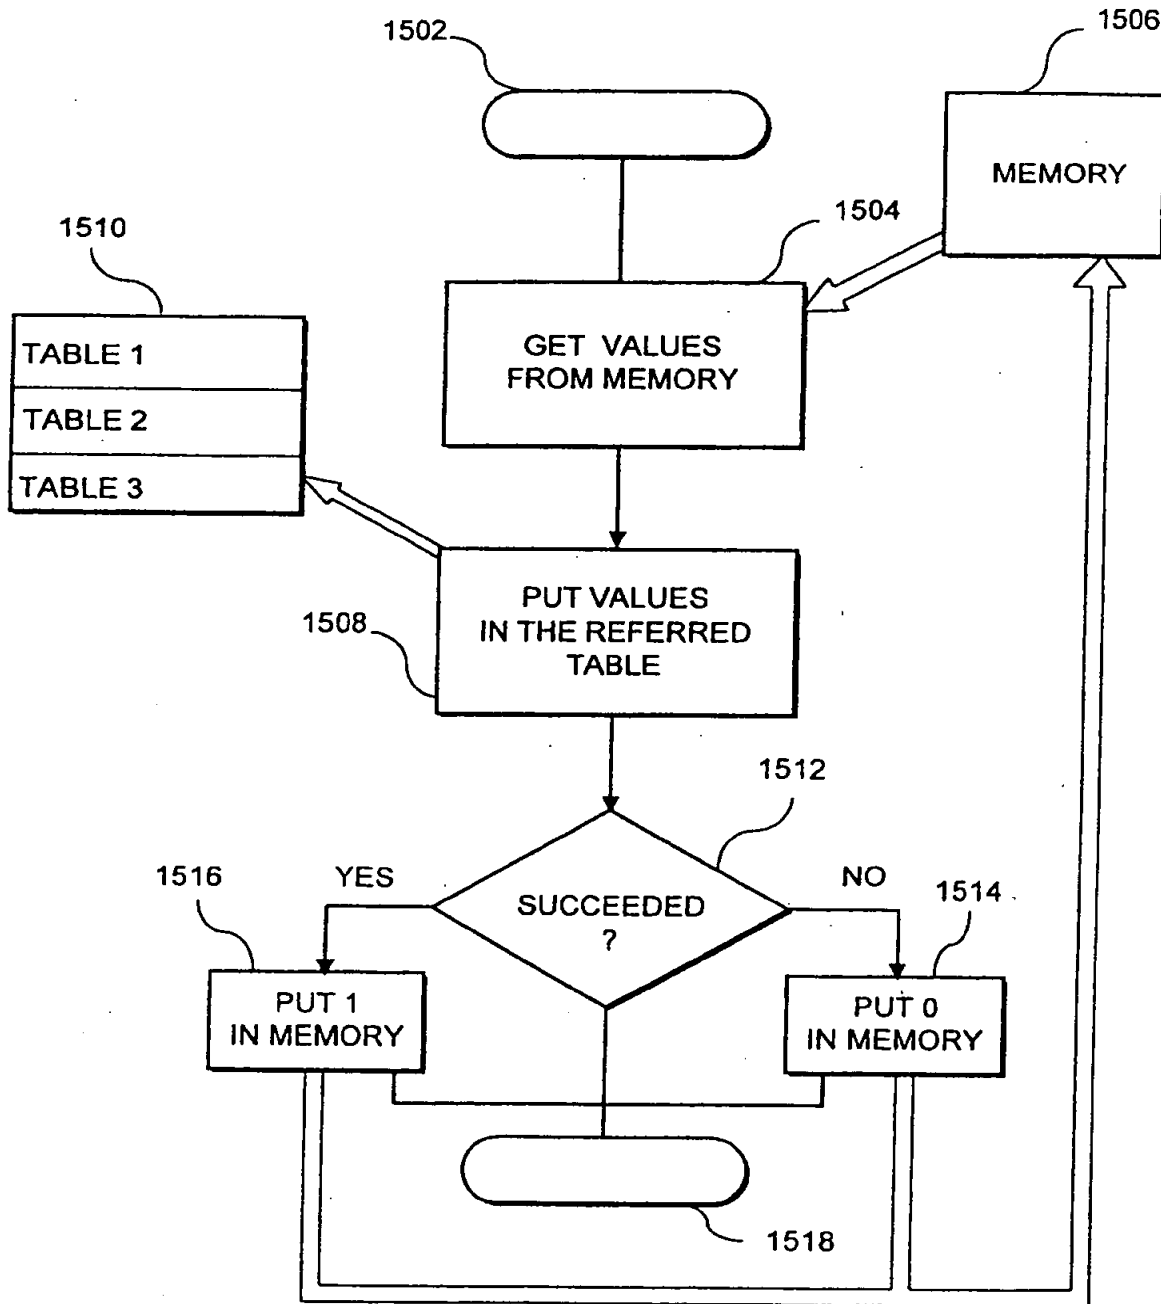 1502
1506
MEMORY
1504
1510
GET VALUES
FROM MEMORY
TABLE 1
TABLE 2
TABLE 3
PUT VALUES
IN THE REFERRED
TABLE
1508
1512
1516
YES
NO
1514
SUCCEEDED
?
PUT 1
IN MEMORY
PUT 0
IN MEMORY
1518